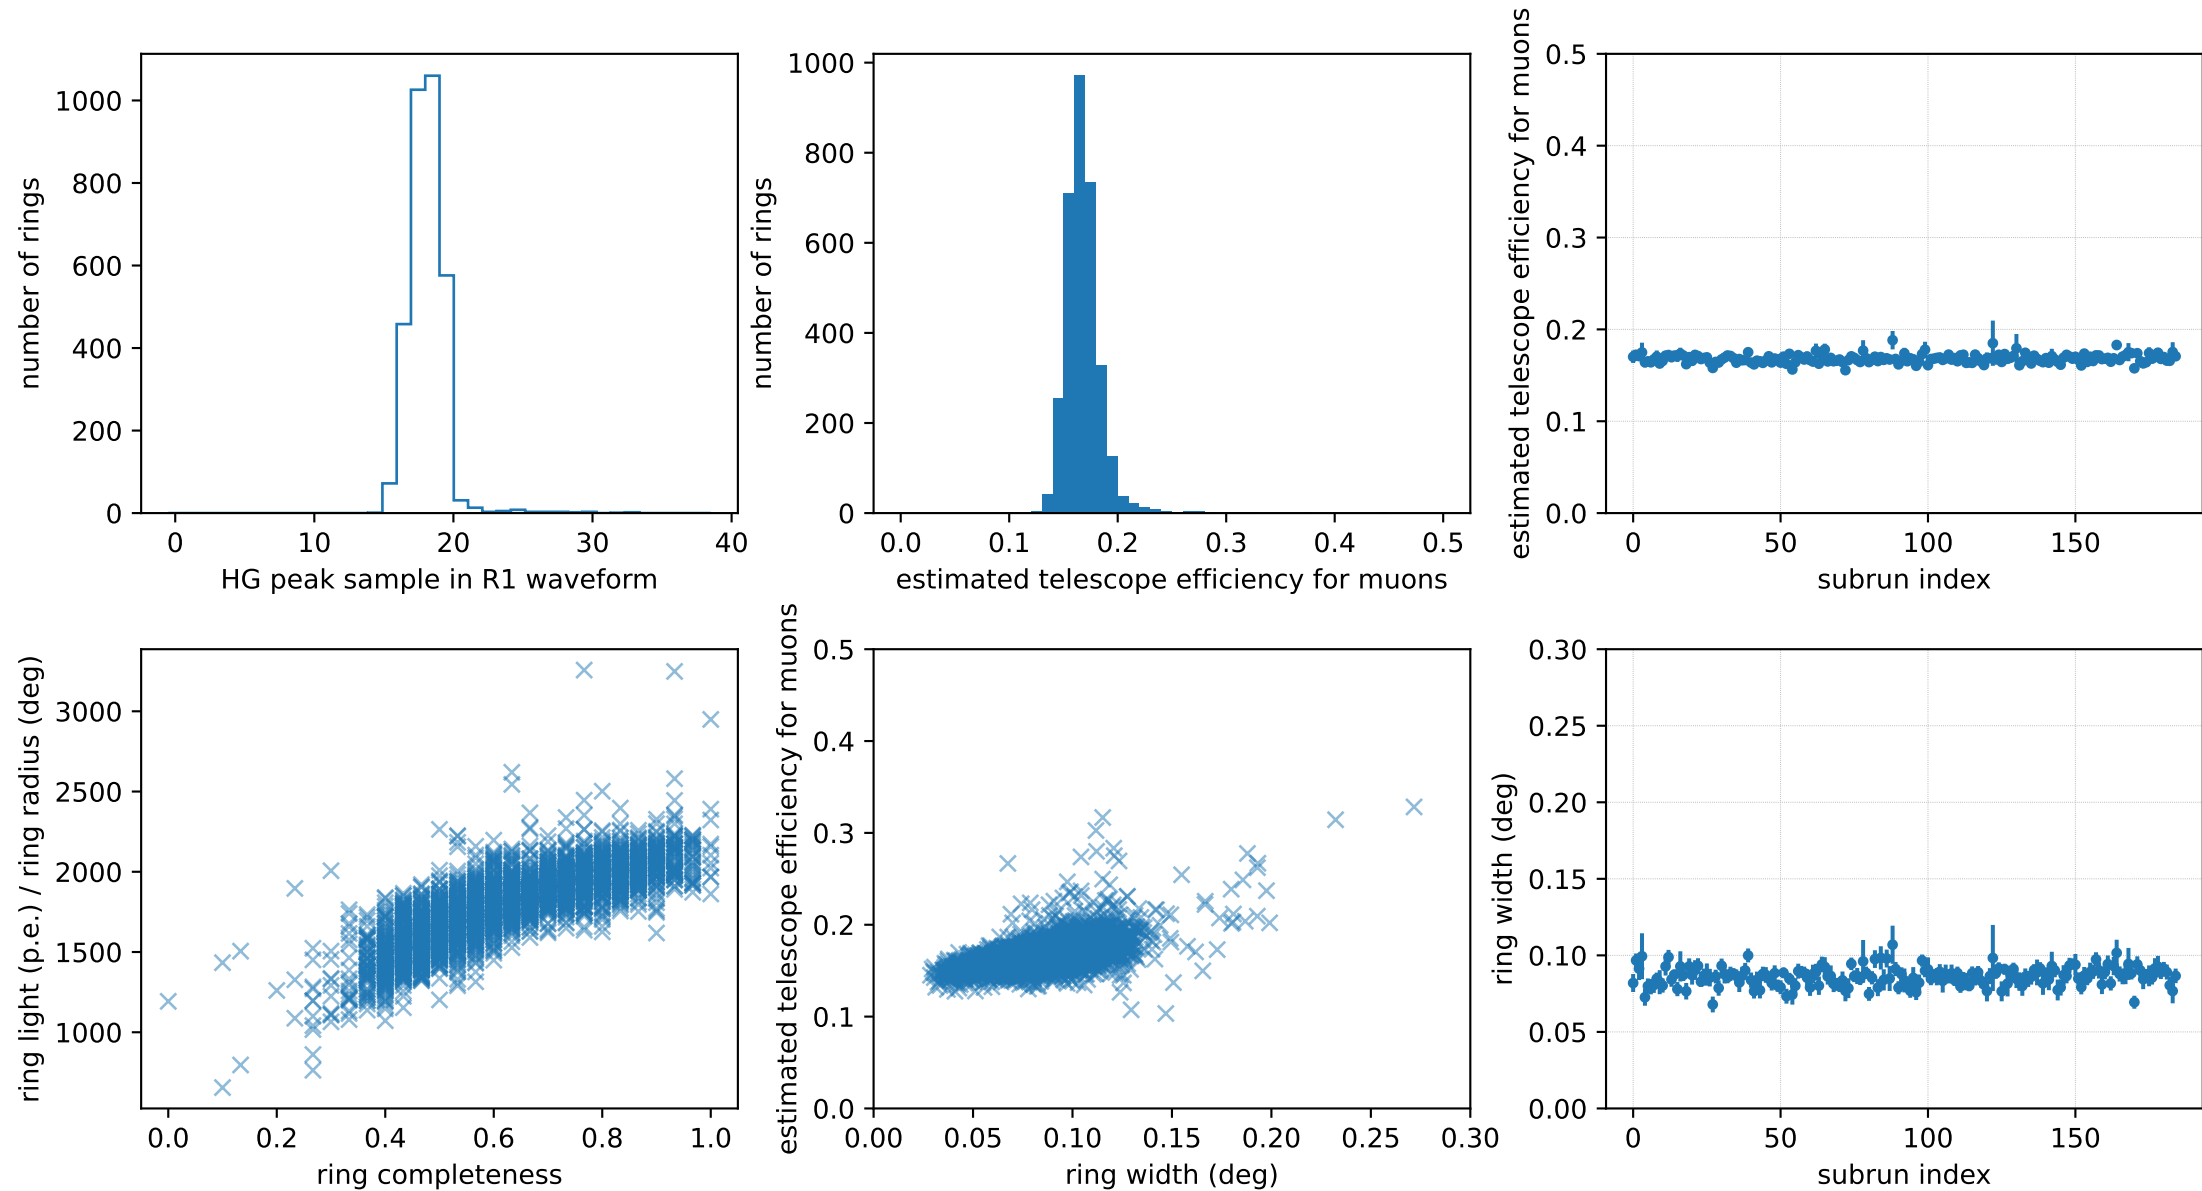 number of rings
1000
800
600
400
200
0
0 10 20 30 40
HG peak sample in R1 waveform
number of rings
1000
800
600
400
200
0
0.0 0.1 0.2 0.3 0.4 0.5
estimated telescope efficiency for muons
estimated telescope efficiency for muons
0.5
0.4
0.3
0.2
0.1
0.0
0 50 100 150
subrun index
ring light (p.e.) / ring radius (deg)
3000
2500
2000
1500
1000
0.0 0.2 0.4 0.6 0.8 1.0
ring completeness
estimated telescope efficiency for muons
0.5
0.4
0.3
0.2
0.1
0.0
0.00 0.05 0.10 0.15 0.20 0.25 0.30
ring width (deg)
ring width (deg)
0.30
0.25
0.20
0.15
0.10
0.05
0.00
0 50 100 150
subrun index